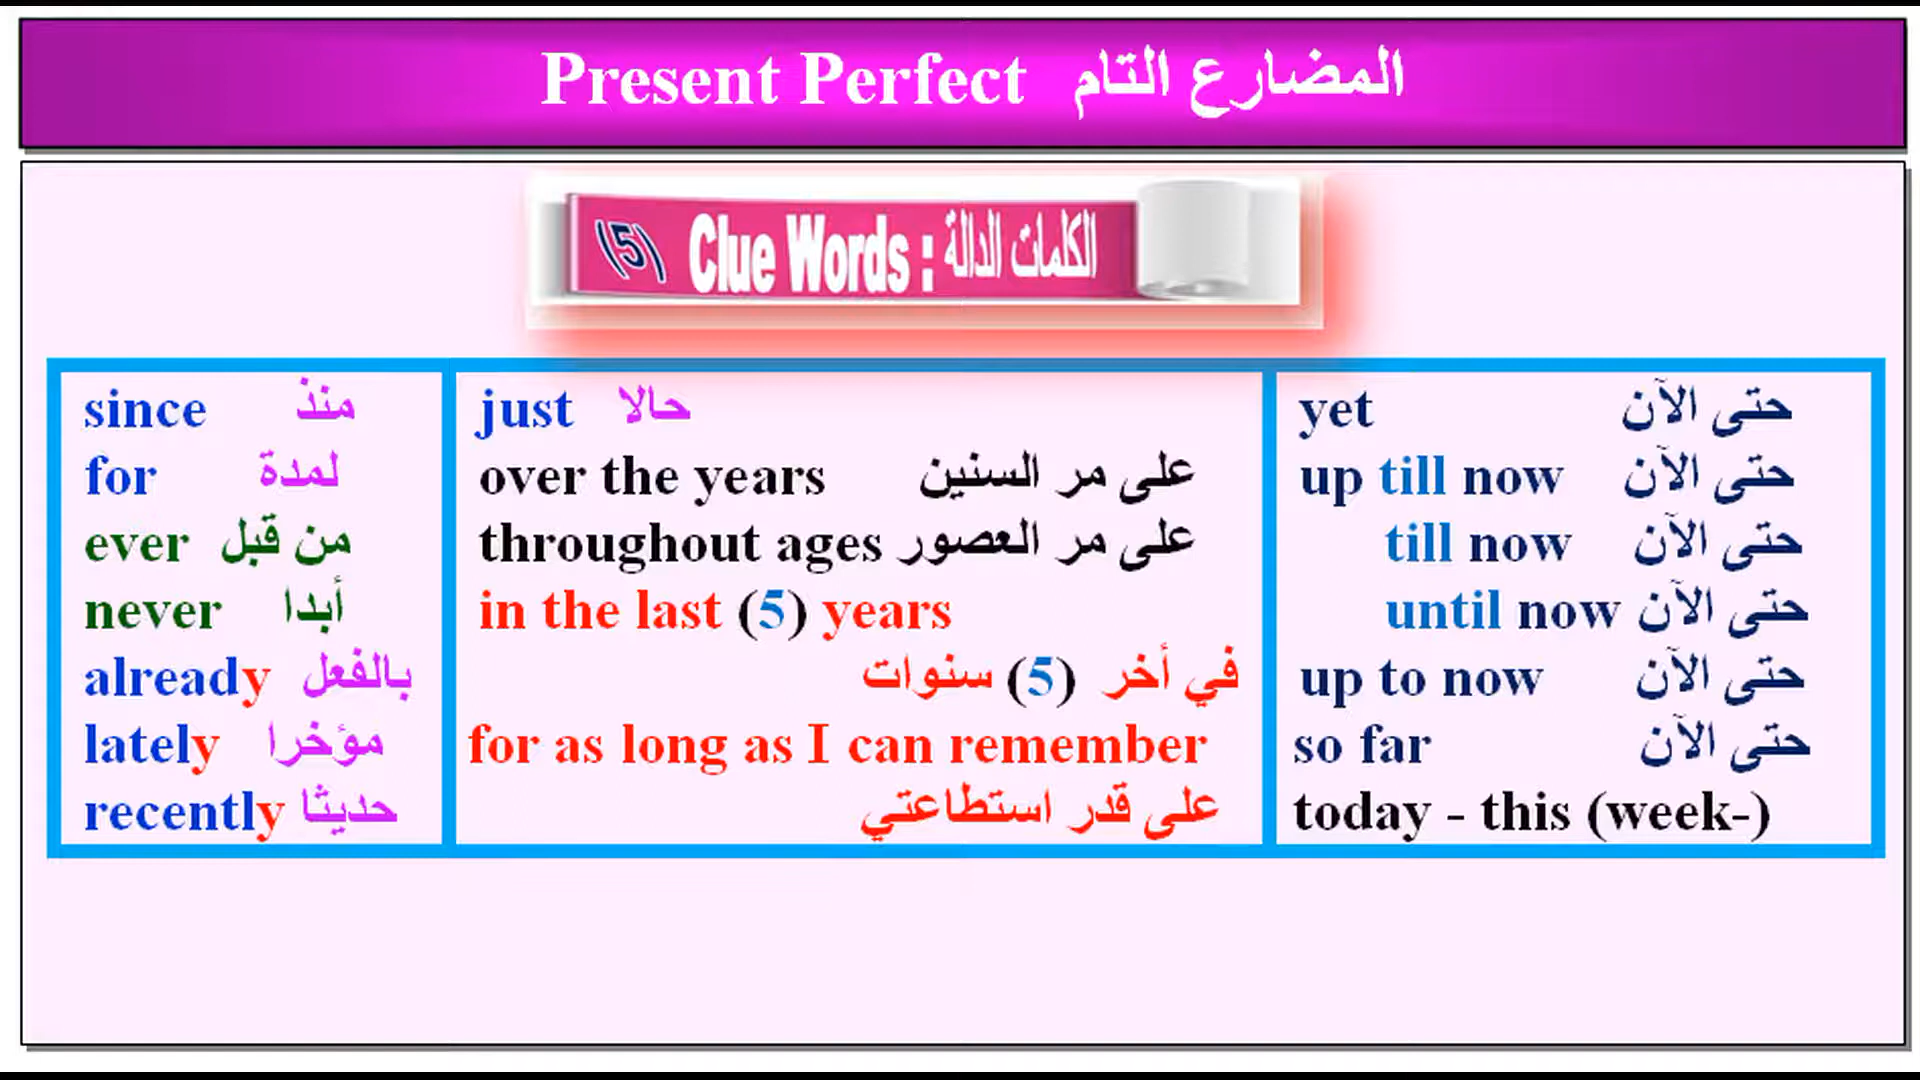 Present Perfect المضارع التام
(5) Clue Words : الكلمات الدالة
since منذ
for لمدة
ever من قبل
never أبدا
already بالفعل
lately مؤخرا
recently حديثا
just حالا
over the years على مر السنين
throughout ages على مر العصور
in the last (5) years
في أخر (5) سنوات
for as long as I can remember
على قدر استطاعتي
yet حتى الآن
up till now حتى الآن
till now حتى الآن
until now حتى الآن
up to now حتى الآن
so far حتى الآن
today - this (week-)